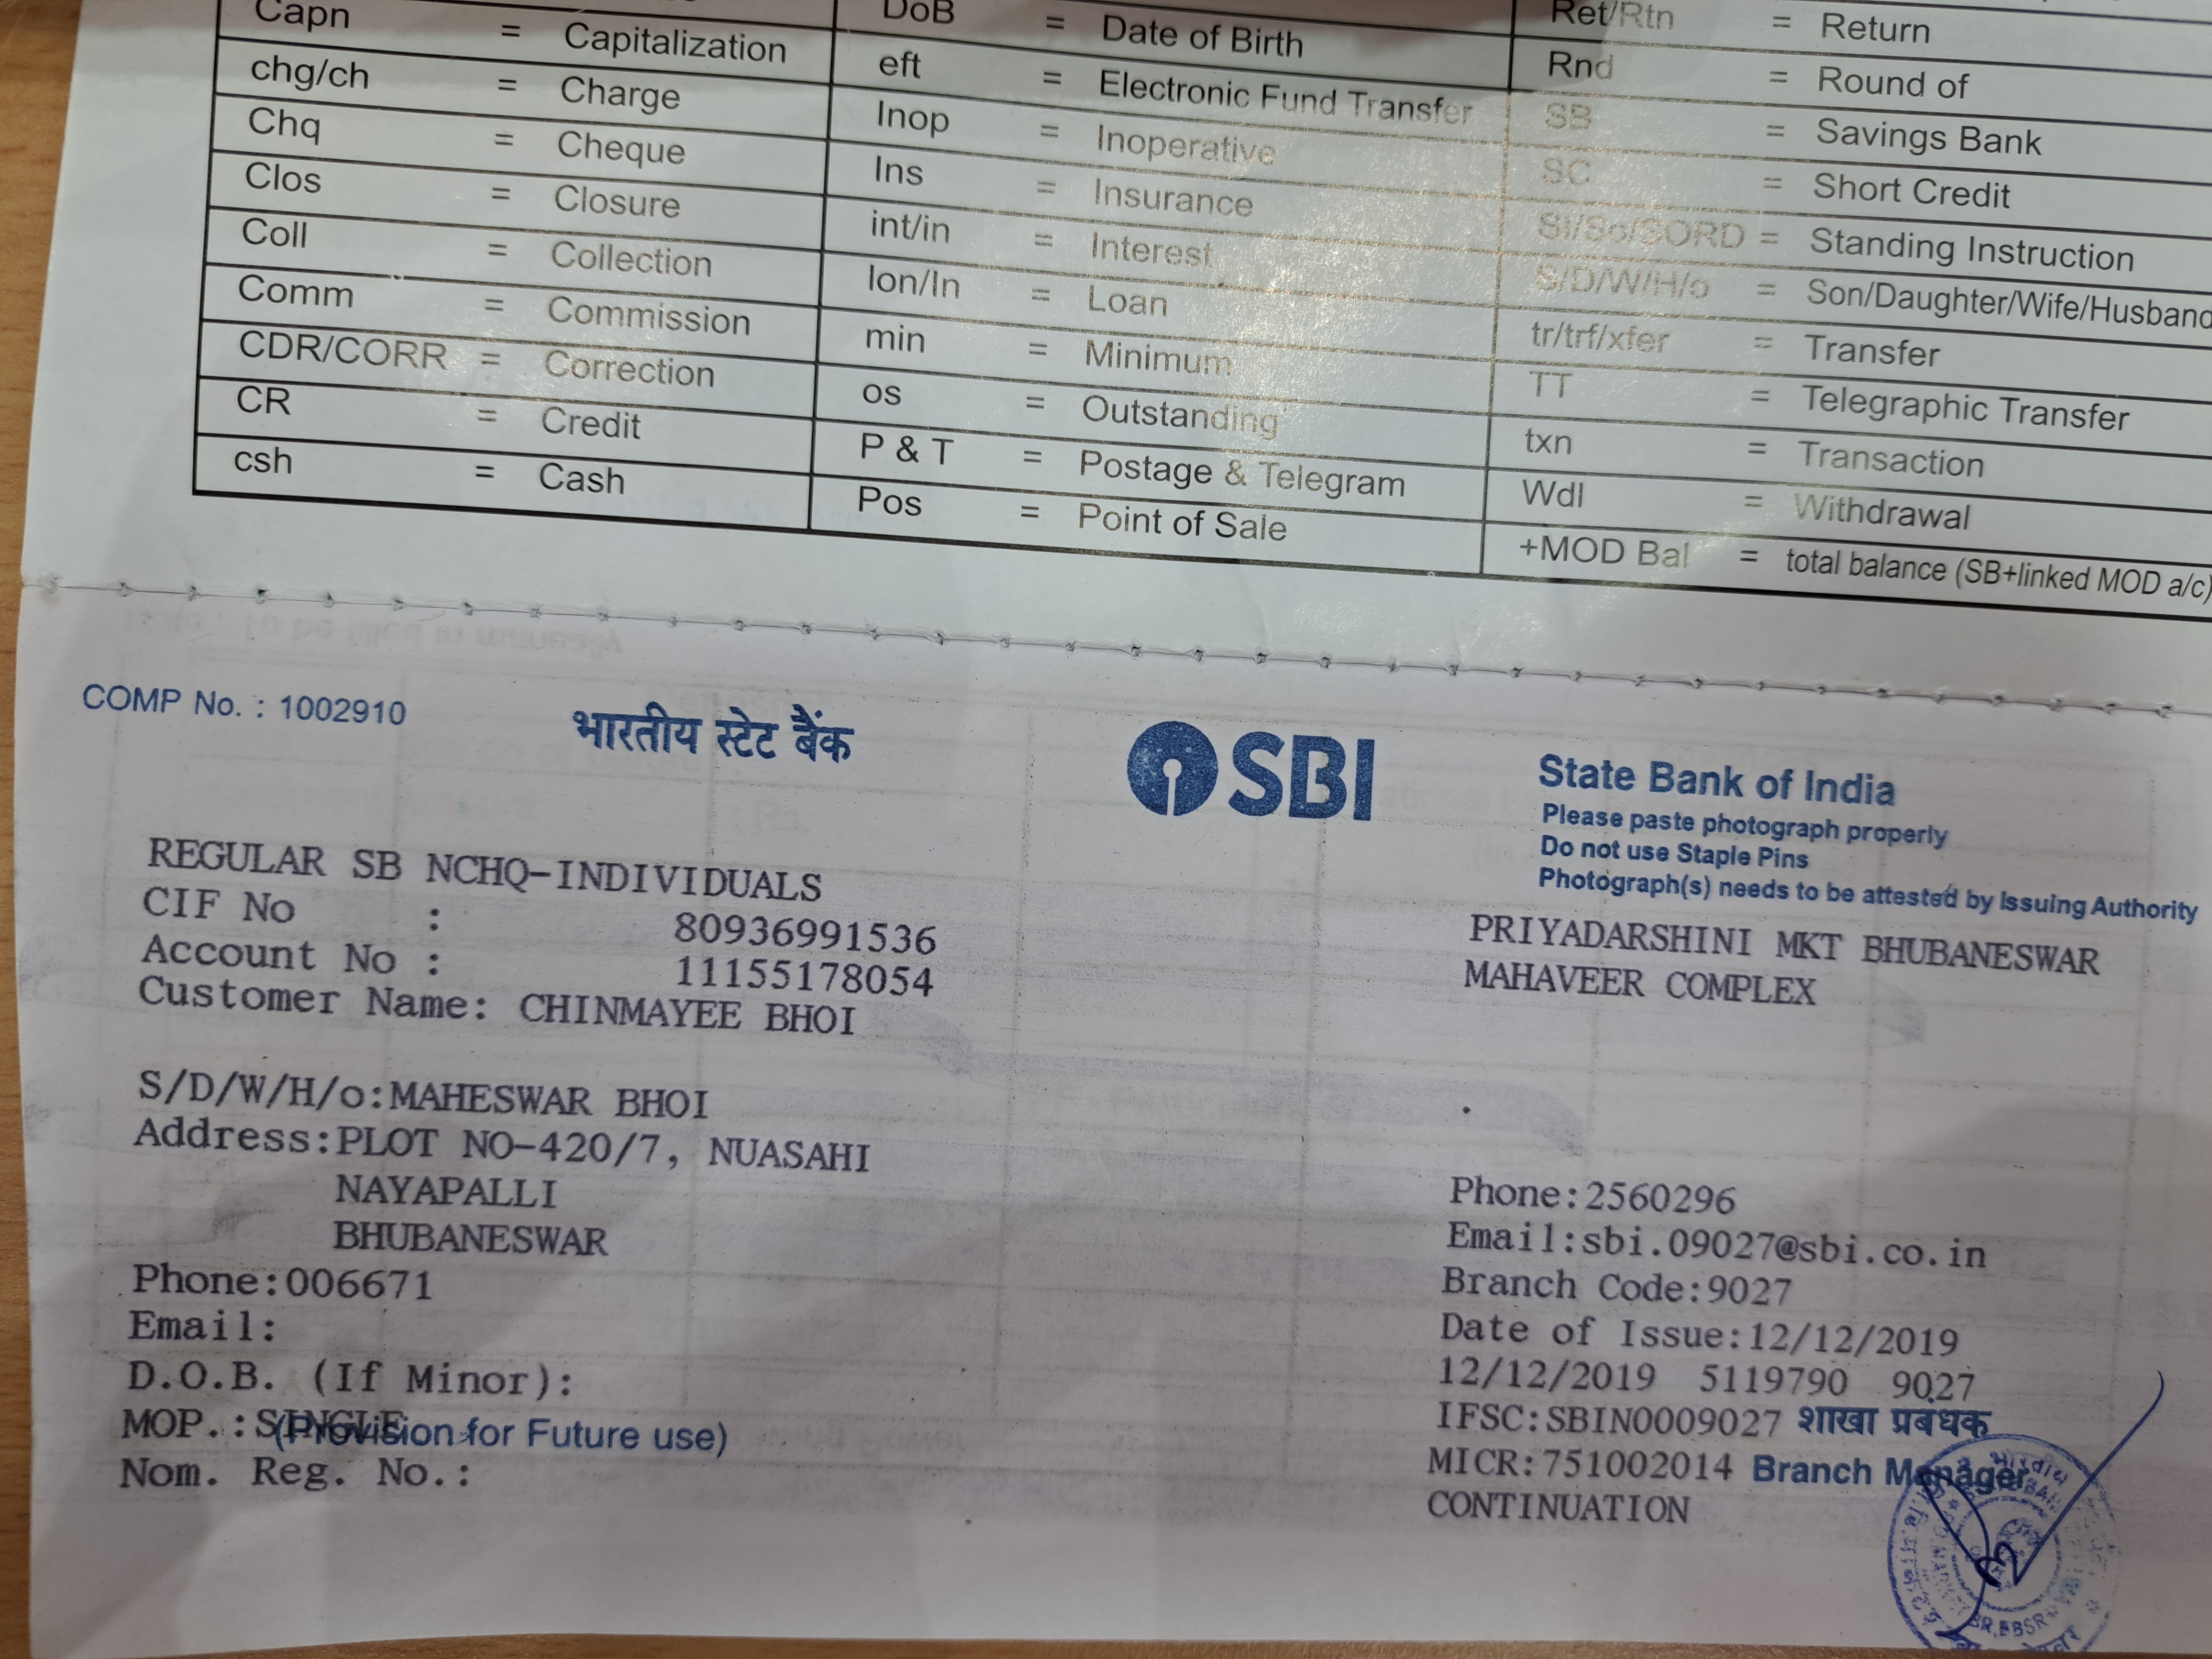 Capn = Capitalization DoB = Date of Birth Ret/Rtn = Return
chg/ch = Charge eft = Electronic Fund Transfer Rnd = Round of
Chq = Cheque Inop = Inoperative SB = Savings Bank
Clos = Closure Ins = Insurance SC = Short Credit
Coll = Collection int/in = Interest SI/So/SORD = Standing Instruction
Comm = Commission lon/ln = Loan S/D/W/H/o = Son/Daughter/Wife/Husband
CDR/CORR = Correction min = Minimum tr/trf/xfer = Transfer
CR = Credit os = Outstanding TT = Telegraphic Transfer
csh = Cash P & T = Postage & Telegram txn = Transaction
Pos = Point of Sale Wdl = Withdrawal
+MOD Bal = total balance (SB+linked MOD a/c)
COMP No. : 1002910
भारतीय स्टेट बैंक
SBI
State Bank of India
Please paste photograph properly
Do not use Staple Pins
Photograph(s) needs to be attested by Issuing Authority
REGULAR SB NCHQ-INDIVIDUALS
CIF No : 80936991536
Account No : 11155178054
Customer Name: CHINMAYEE BHOI
PRIYADARSHINI MKT BHUBANESWAR
MAHAVEER COMPLEX
S/D/W/H/o:MAHESWAR BHOI
Address:PLOT NO-420/7, NUASAHI
NAYAPALLI
BHUBANESWAR
Phone:006671
Email:
D.O.B. (If Minor):
MOP.:SINGLE
(Provision for Future use)
Nom. Reg. No.:
Phone:2560296
Email:sbi.09027@sbi.co.in
Branch Code:9027
Date of Issue:12/12/2019
12/12/2019 5119790 9027
IFSC:SBIN0009027 शाखा प्रबंधक
MICR:751002014 Branch Manager
CONTINUATION